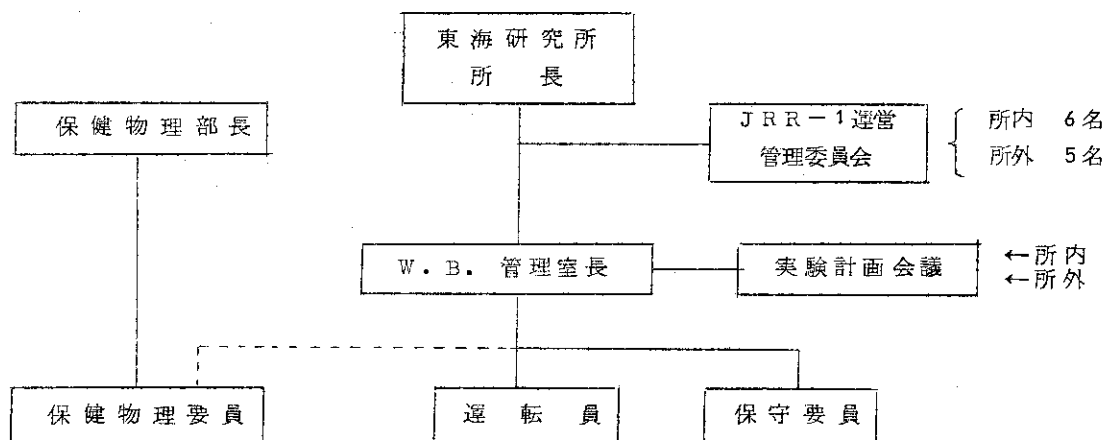 東海研究所
所長
保健物理部長
JRR-1運営
管理委員会
所内 6名
所外 5名
W.B. 管理室長
実験計画会議
←所内
←所外
保健物理要員
運転員
保守要員